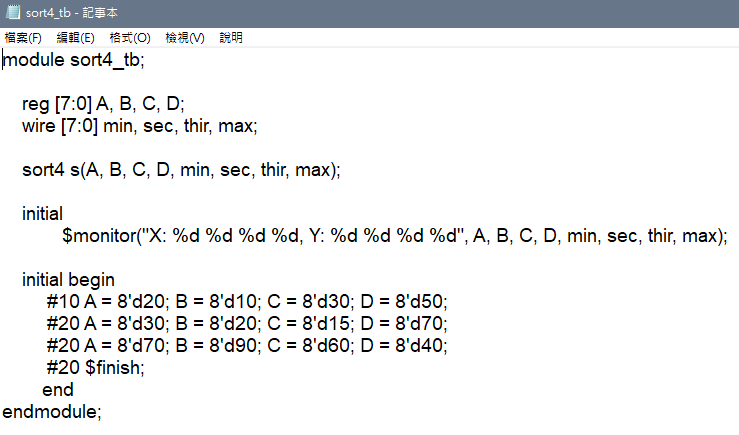 sort4_tb - 記事本
檔案(F) 編輯(E) 格式(O) 檢視(V) 說明
module sort4_tb;
reg [7:0] A, B, C, D;
wire [7:0] min, sec, thir, max;
sort4 s(A, B, C, D, min, sec, thir, max);
initial
$monitor("X: %d %d %d %d, Y: %d %d %d %d", A, B, C, D, min, sec, thir, max);
initial begin
#10 A = 8'd20; B = 8'd10; C = 8'd30; D = 8'd50;
#20 A = 8'd30; B = 8'd20; C = 8'd15; D = 8'd70;
#20 A = 8'd70; B = 8'd90; C = 8'd60; D = 8'd40;
#20 $finish;
end
endmodule;